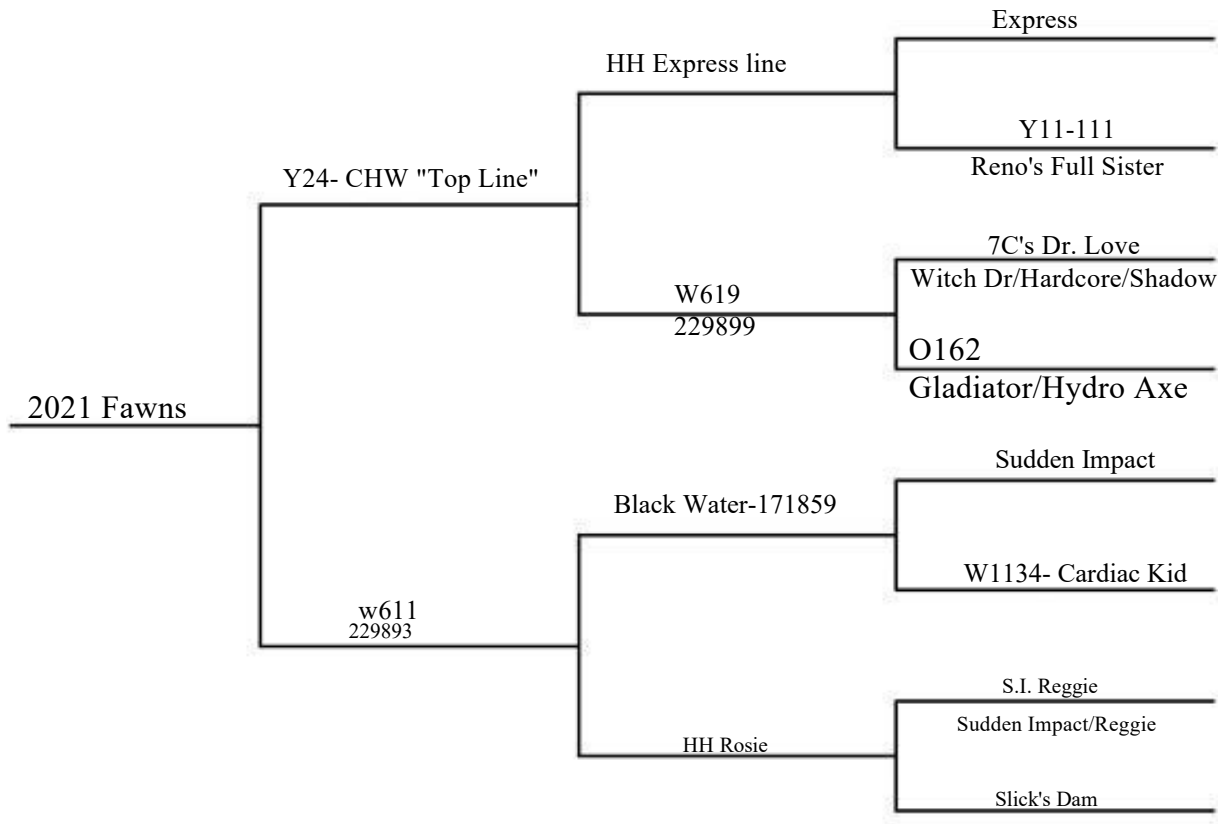 Express
HH Express line
Y11-111
Reno's Full Sister
Y24- CHW "Top Line"
7C's Dr. Love
Witch Dr/Hardcore/Shadow
W619
229899
O162
Gladiator/Hydro Axe
2021 Fawns
Sudden Impact
Black Water-171859
W1134- Cardiac Kid
w611
229893
S.I. Reggie
Sudden Impact/Reggie
HH Rosie
Slick's Dam